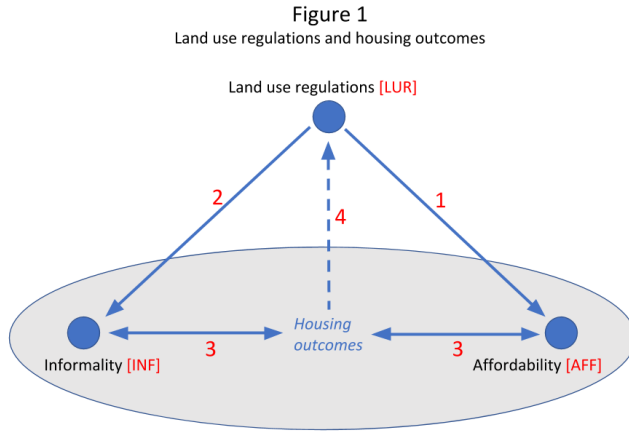 Figure 1
Land use regulations and housing outcomes
Land use regulations [LUR]
2
1
4
Housing
outcomes
3
3
Informality [INF]
Affordability [AFF]